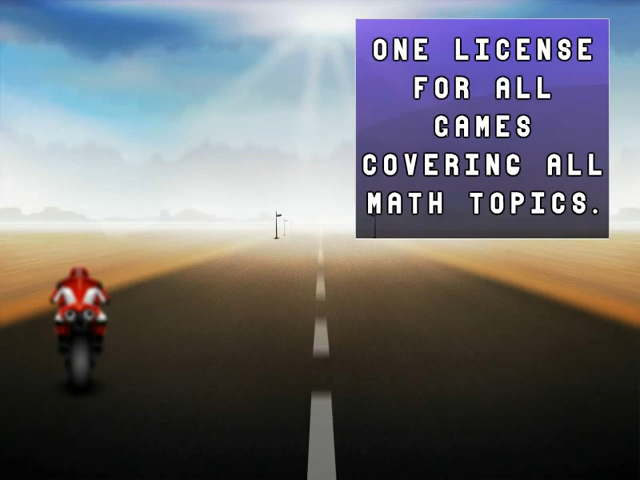 ONE LICENSE
FOR ALL
GAMES
COVERING ALL
MATH TOPICS.